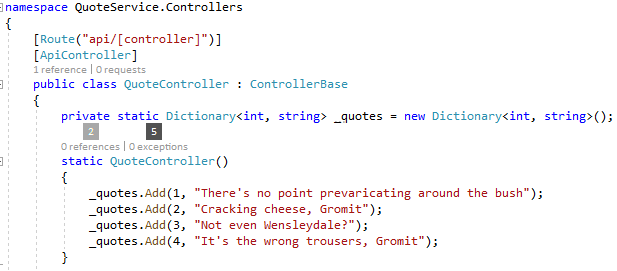 namespace QuoteService.Controllers
{
[Route("api/[controller]")]
[ApiController]
1 reference | 0 requests
public class QuoteController : ControllerBase
{
private static Dictionary<int, string> _quotes = new Dictionary<int, string>();
2 5
0 references | 0 exceptions
static QuoteController()
{
_quotes.Add(1, "There's no point prevaricating around the bush");
_quotes.Add(2, "Cracking cheese, Gromit");
_quotes.Add(3, "Not even Wensleydale?");
_quotes.Add(4, "It's the wrong trousers, Gromit");
}